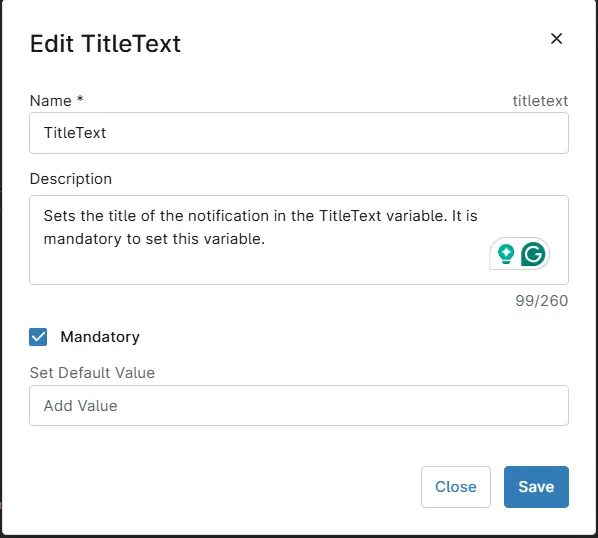 Edit TitleText
Name *
titletext
TitleText
Description
Sets the title of the notification in the TitleText variable. It is
mandatory to set this variable.
99/260
Mandatory
Set Default Value
Add Value
Close
Save